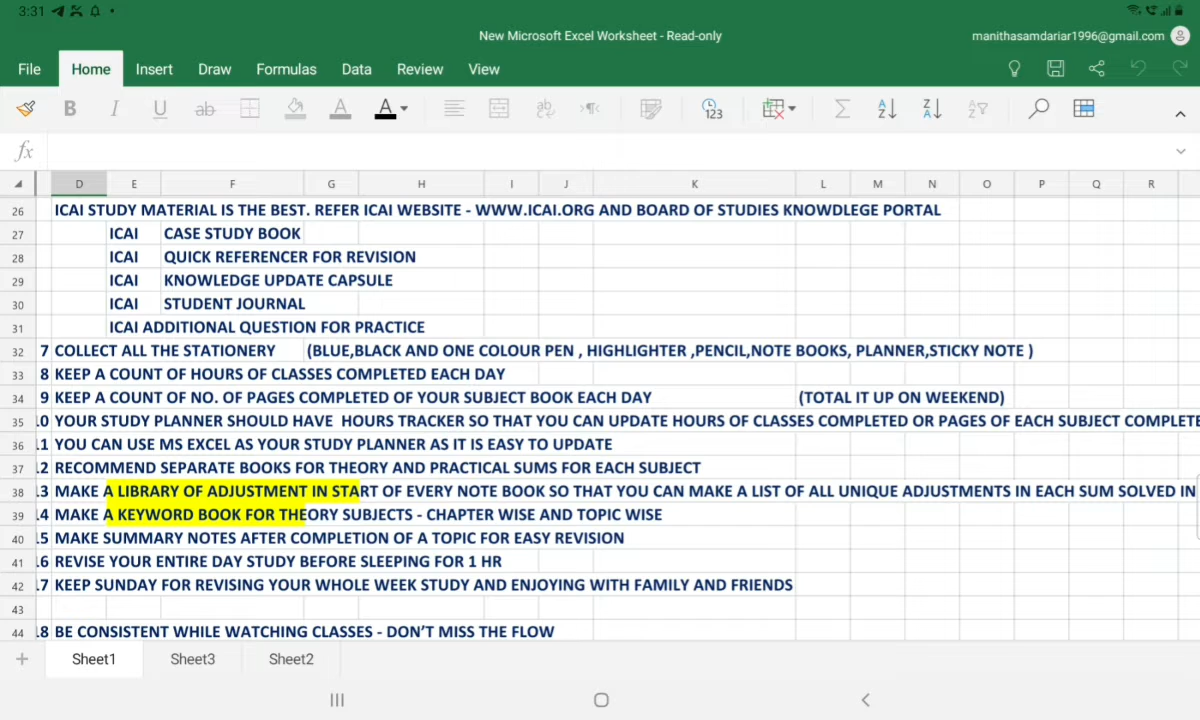 3:31
New Microsoft Excel Worksheet - Read-only
manithasamdariar1996@gmail.com
File Home Insert Draw Formulas Data Review View
B I U ab A A ab 123 A Z Z A A Z
fx
D E F G H I J K L M N O P Q R
26 ICAI STUDY MATERIAL IS THE BEST. REFER ICAI WEBSITE - WWW.ICAI.ORG AND BOARD OF STUDIES KNOWDLEGE PORTAL
27 ICAI CASE STUDY BOOK
28 ICAI QUICK REFERENCER FOR REVISION
29 ICAI KNOWLEDGE UPDATE CAPSULE
30 ICAI STUDENT JOURNAL
31 ICAI ADDITIONAL QUESTION FOR PRACTICE
32 7 COLLECT ALL THE STATIONERY (BLUE,BLACK AND ONE COLOUR PEN , HIGHLIGHTER ,PENCIL,NOTE BOOKS, PLANNER,STICKY NOTE )
33 8 KEEP A COUNT OF HOURS OF CLASSES COMPLETED EACH DAY
34 9 KEEP A COUNT OF NO. OF PAGES COMPLETED OF YOUR SUBJECT BOOK EACH DAY (TOTAL IT UP ON WEEKEND)
35 .0 YOUR STUDY PLANNER SHOULD HAVE HOURS TRACKER SO THAT YOU CAN UPDATE HOURS OF CLASSES COMPLETED OR PAGES OF EACH SUBJECT COMPLETE
36 .1 YOU CAN USE MS EXCEL AS YOUR STUDY PLANNER AS IT IS EASY TO UPDATE
37 .2 RECOMMEND SEPARATE BOOKS FOR THEORY AND PRACTICAL SUMS FOR EACH SUBJECT
38 .3 MAKE A LIBRARY OF ADJUSTMENT IN START OF EVERY NOTE BOOK SO THAT YOU CAN MAKE A LIST OF ALL UNIQUE ADJUSTMENTS IN EACH SUM SOLVED IN
39 .4 MAKE A KEYWORD BOOK FOR THEORY SUBJECTS - CHAPTER WISE AND TOPIC WISE
40 .5 MAKE SUMMARY NOTES AFTER COMPLETION OF A TOPIC FOR EASY REVISION
41 .6 REVISE YOUR ENTIRE DAY STUDY BEFORE SLEEPING FOR 1 HR
42 .7 KEEP SUNDAY FOR REVISING YOUR WHOLE WEEK STUDY AND ENJOYING WITH FAMILY AND FRIENDS
43
44 .8 BE CONSISTENT WHILE WATCHING CLASSES - DON'T MISS THE FLOW
Sheet1 Sheet3 Sheet2